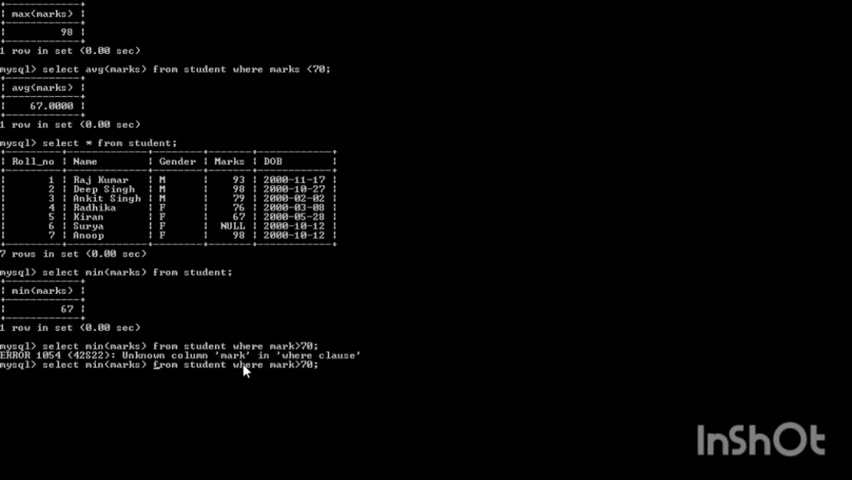 | max(marks) |
| 98 |
1 row in set (0.00 sec)
mysql> select avg(marks) from student where marks <70;
| avg(marks) |
| 67.0000 |
1 row in set (0.00 sec)
mysql> select * from student;
| Roll_no | Name | Gender | Marks | DOB |
| 1 | Raj Kumar | M | 93 | 2000-11-17 |
| 2 | Deep Singh | M | 98 | 2000-10-27 |
| 3 | Ankit Singh | M | 79 | 2000-02-02 |
| 4 | Radhika | F | 76 | 2000-03-08 |
| 5 | Kiran | F | 67 | 2000-05-28 |
| 6 | Surya | F | NULL | 2000-10-12 |
| 7 | Anoop | F | 98 | 2000-10-12 |
7 rows in set (0.00 sec)
mysql> select min(marks) from student;
| min(marks) |
| 67 |
1 row in set (0.00 sec)
mysql> select min(marks) from student where mark>70;
ERROR 1054 (42S22): Unknown column 'mark' in 'where clause'
mysql> select min(marks) from student where mark>70;
InShOt